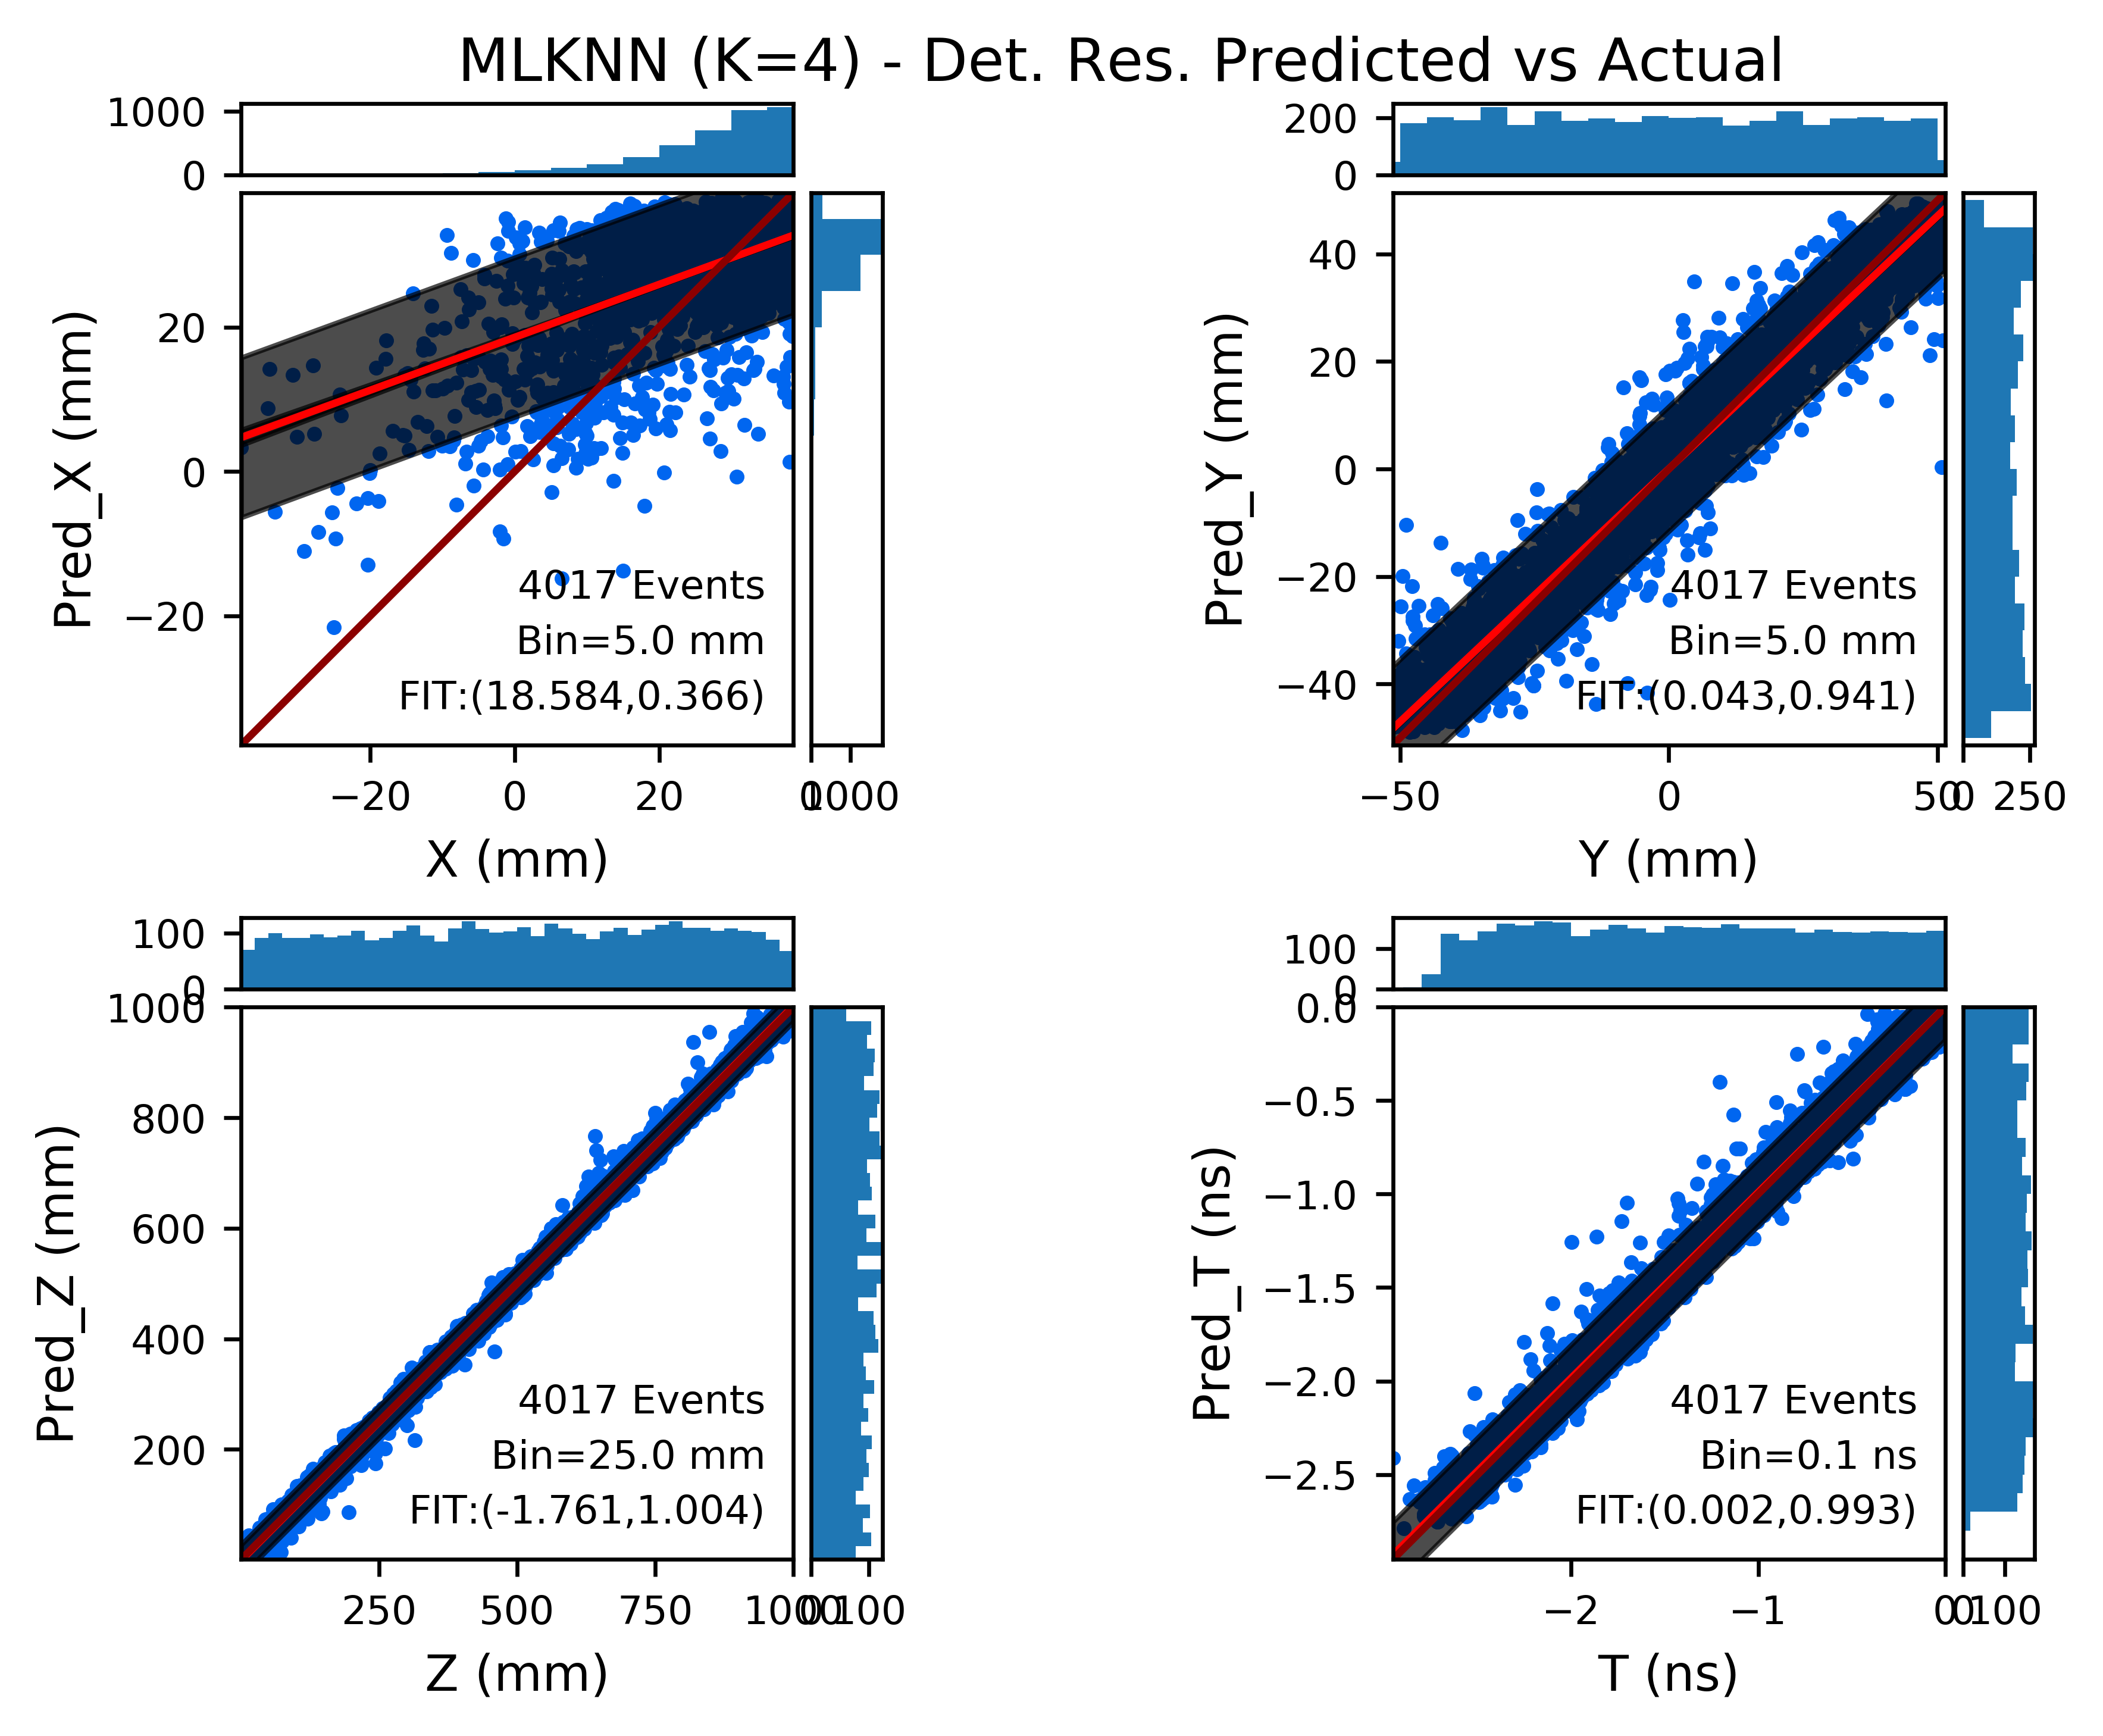 MLKNN (K=4) - Det. Res. Predicted vs Actual
1000
0
20
0
−20
Pred_X (mm)
4017 Events
Bin=5.0 mm
FIT:(18.584,0.366)
−20 0 20 0 1000
X (mm)
200
0
40
20
0
−20
−40
Pred_Y (mm)
4017 Events
Bin=5.0 mm
FIT:(0.043,0.941)
−50 0 50 0 250
Y (mm)
100
0
1000
800
600
400
200
Pred_Z (mm)
4017 Events
Bin=25.0 mm
FIT:(-1.761,1.004)
250 500 750 1000 0 100
Z (mm)
100
0
0.0
−0.5
−1.0
−1.5
−2.0
−2.5
Pred_T (ns)
4017 Events
Bin=0.1 ns
FIT:(0.002,0.993)
−2 −1 0 0 100
T (ns)